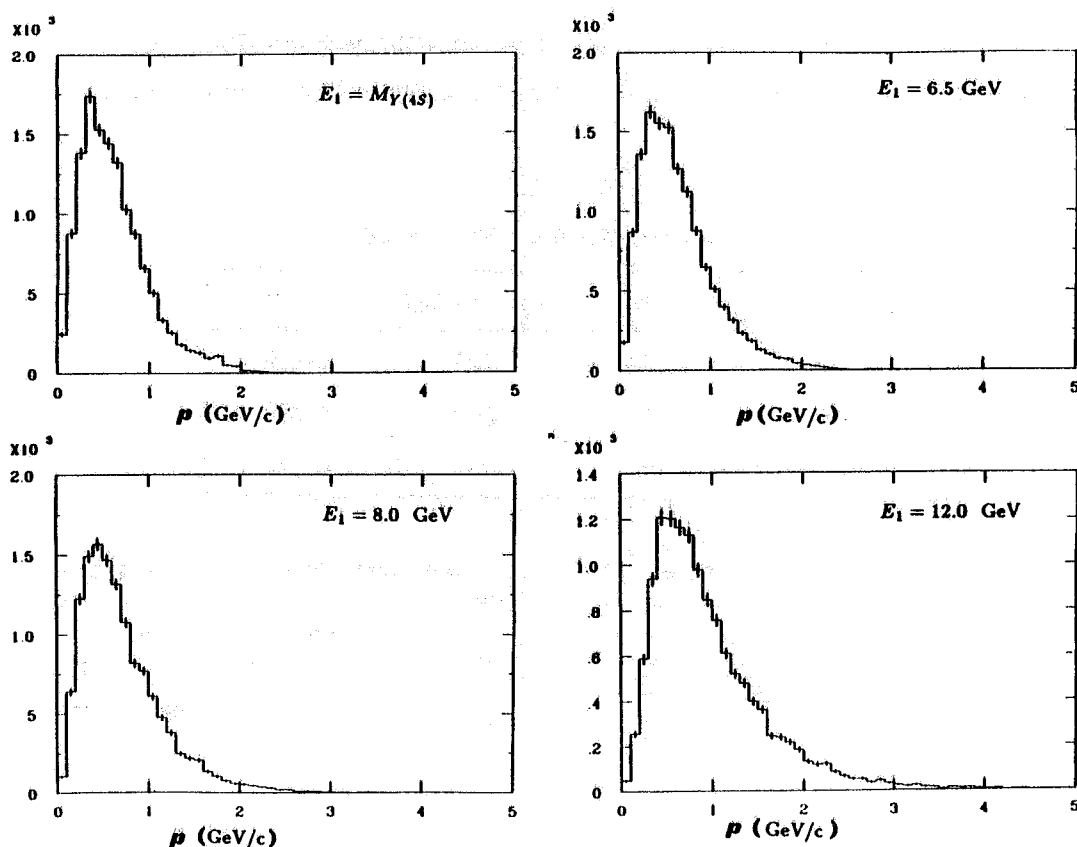 X10 3
2.0
1.5
1.0
.5
0
0 1 2 3 4 5
E1 = MY(4S)
p (GeV/c)
X10 3
2.0
1.5
1.0
.5
.0
0 1 2 3 4 5
E1 = 6.5 GeV
p (GeV/c)
X10 3
2.0
1.5
1.0
.5
0
0 1 2 3 4 5
E1 = 8.0 GeV
p (GeV/c)
X10 3
1.4
1.2
1.0
.8
.6
.4
.2
0
0 1 2 3 4 5
E1 = 12.0 GeV
p (GeV/c)